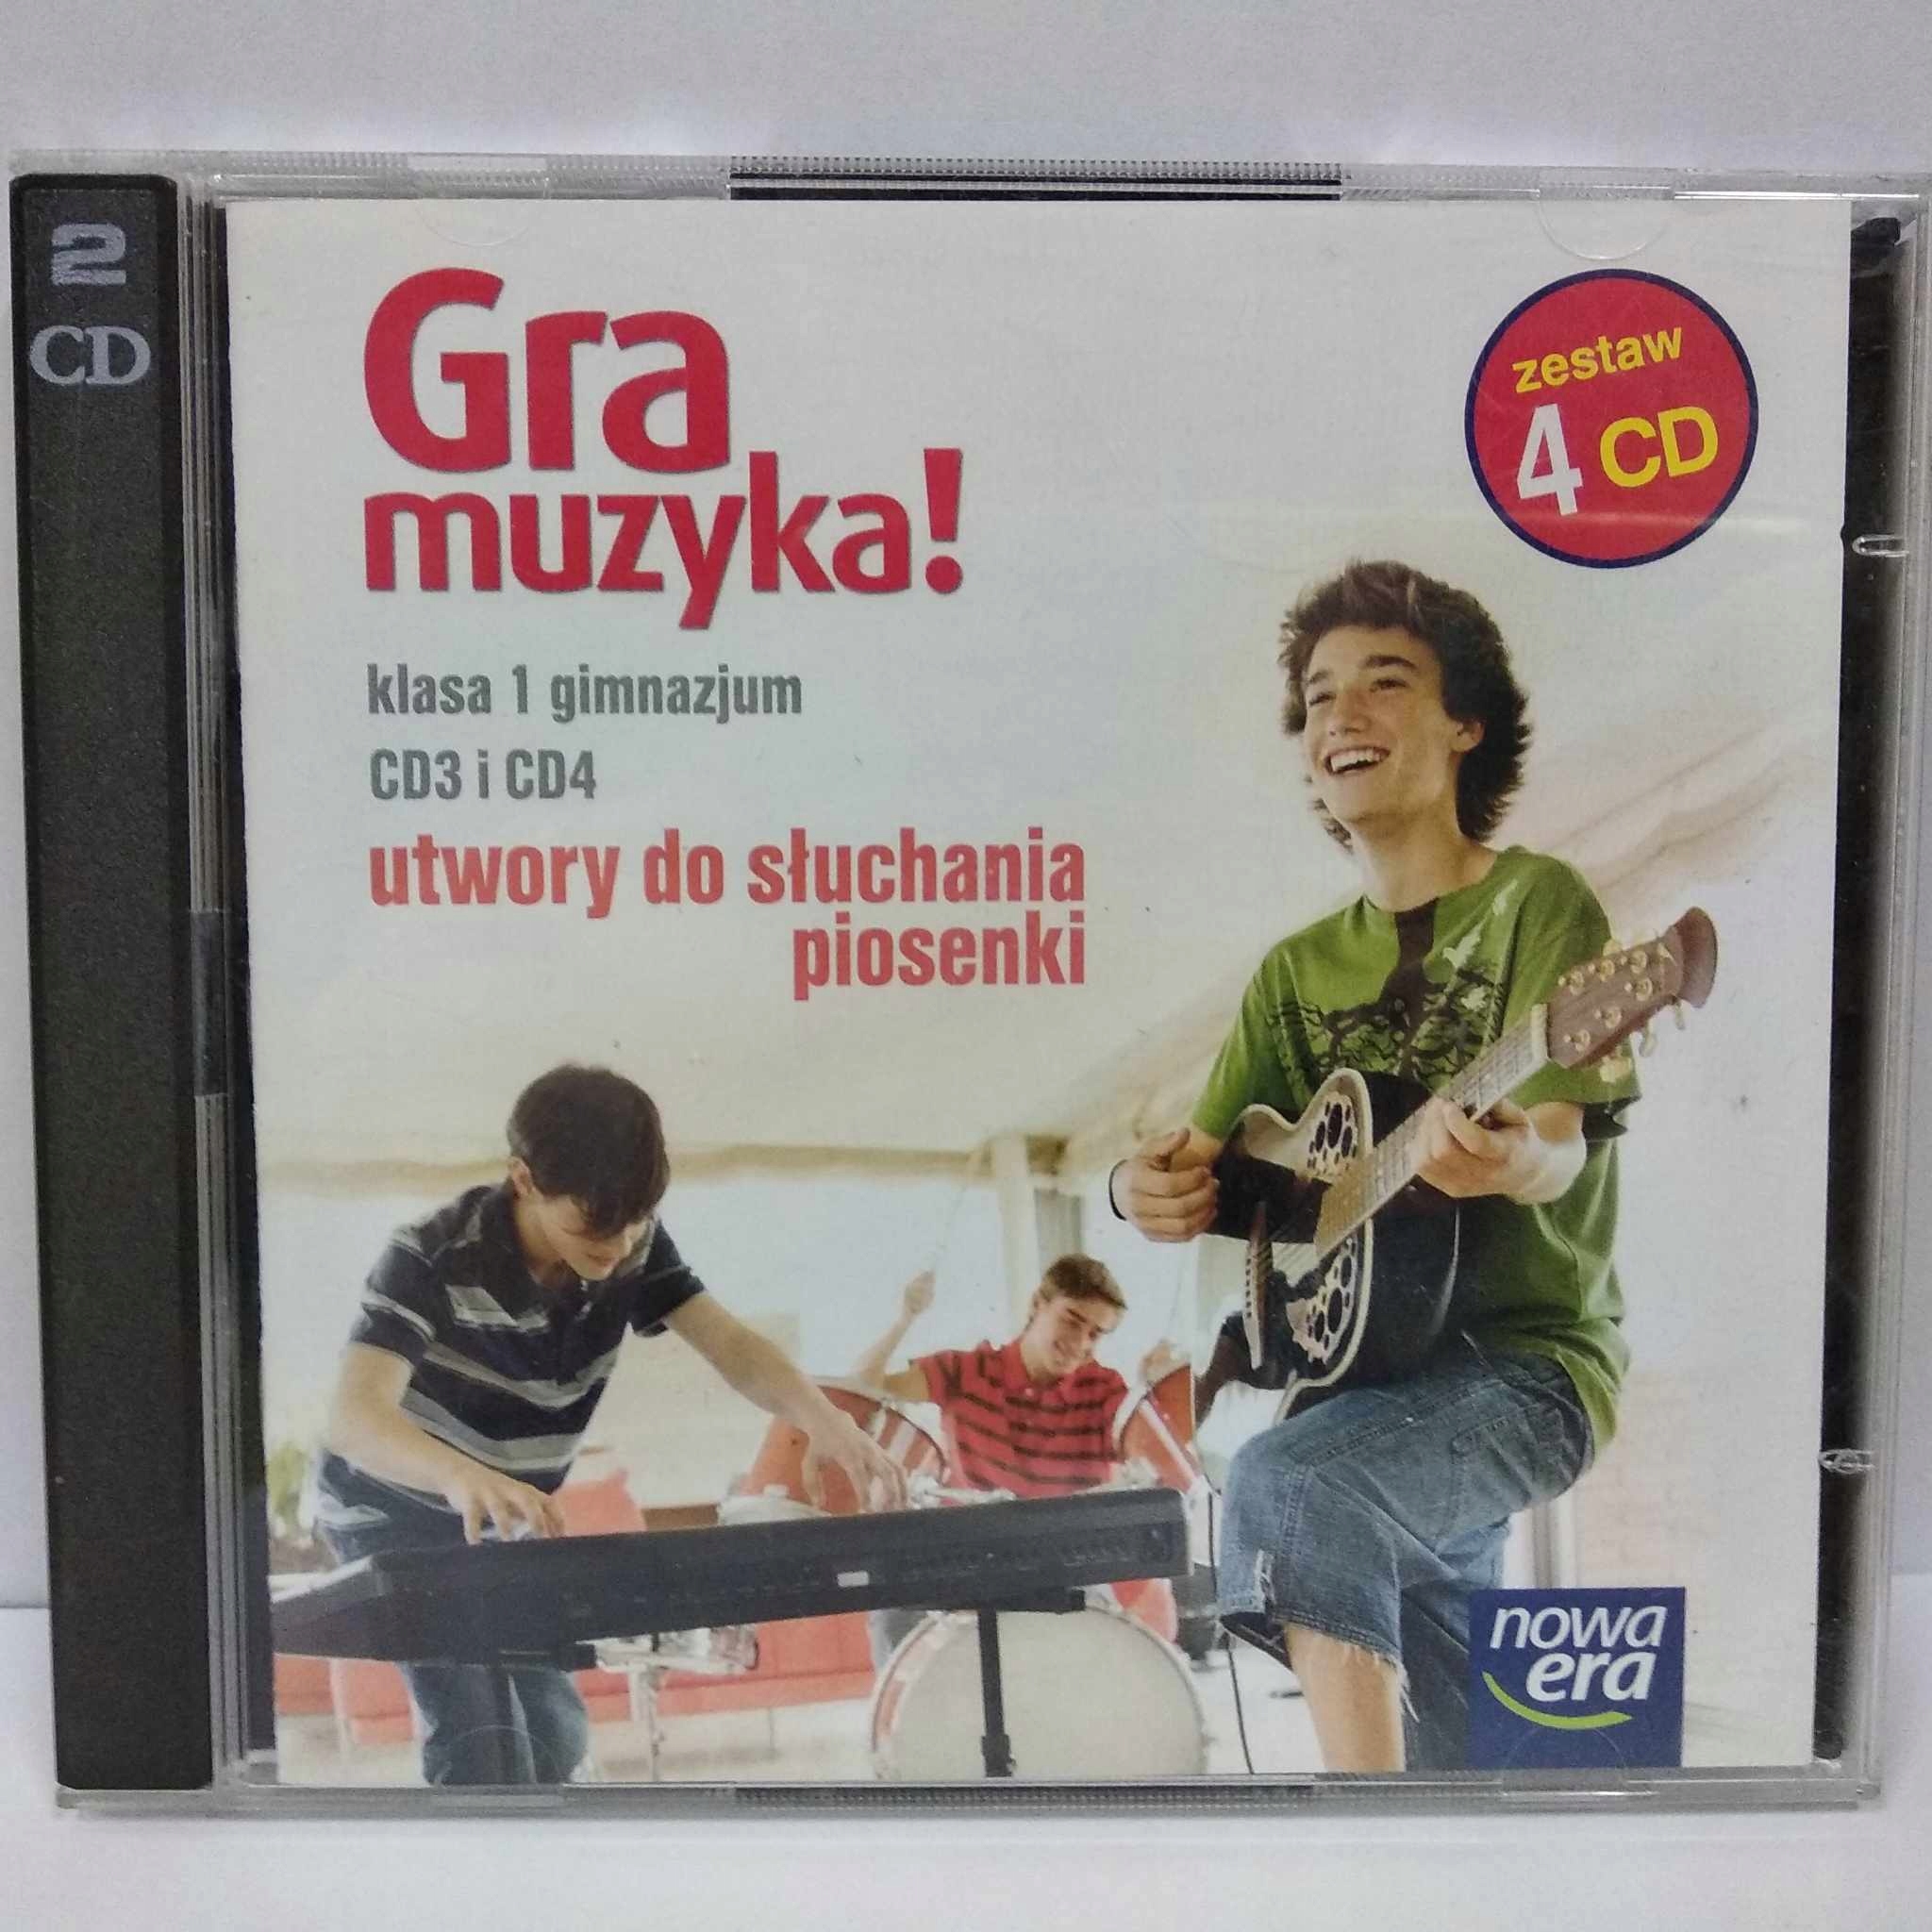 2
CD
Gra
muzyka!
zestaw
4 CD
klasa 1 gimnazjum
CD3 i CD4
utwory do słuchania
piosenki
nowa
era